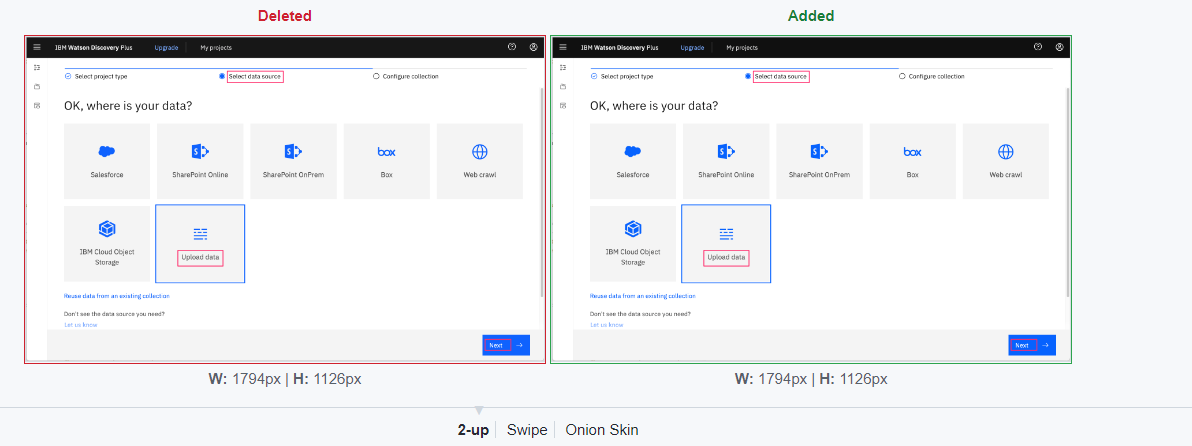 Deleted
Added
IBM Watson Discovery Plus Upgrade My projects
Select project type Select data source Configure collection
OK, where is your data?
Salesforce SharePoint Online SharePoint OnPrem Box Web crawl
IBM Cloud Object Storage
Upload data
Reuse data from an existing collection
Don't see the data source you need?
Let us know
Next
IBM Watson Discovery Plus Upgrade My projects
Select project type Select data source Configure collection
OK, where is your data?
Salesforce SharePoint Online SharePoint OnPrem Box Web crawl
IBM Cloud Object Storage
Upload data
Reuse data from an existing collection
Don't see the data source you need?
Let us know
Next
W: 1794px | H: 1126px
W: 1794px | H: 1126px
2-up Swipe Onion Skin